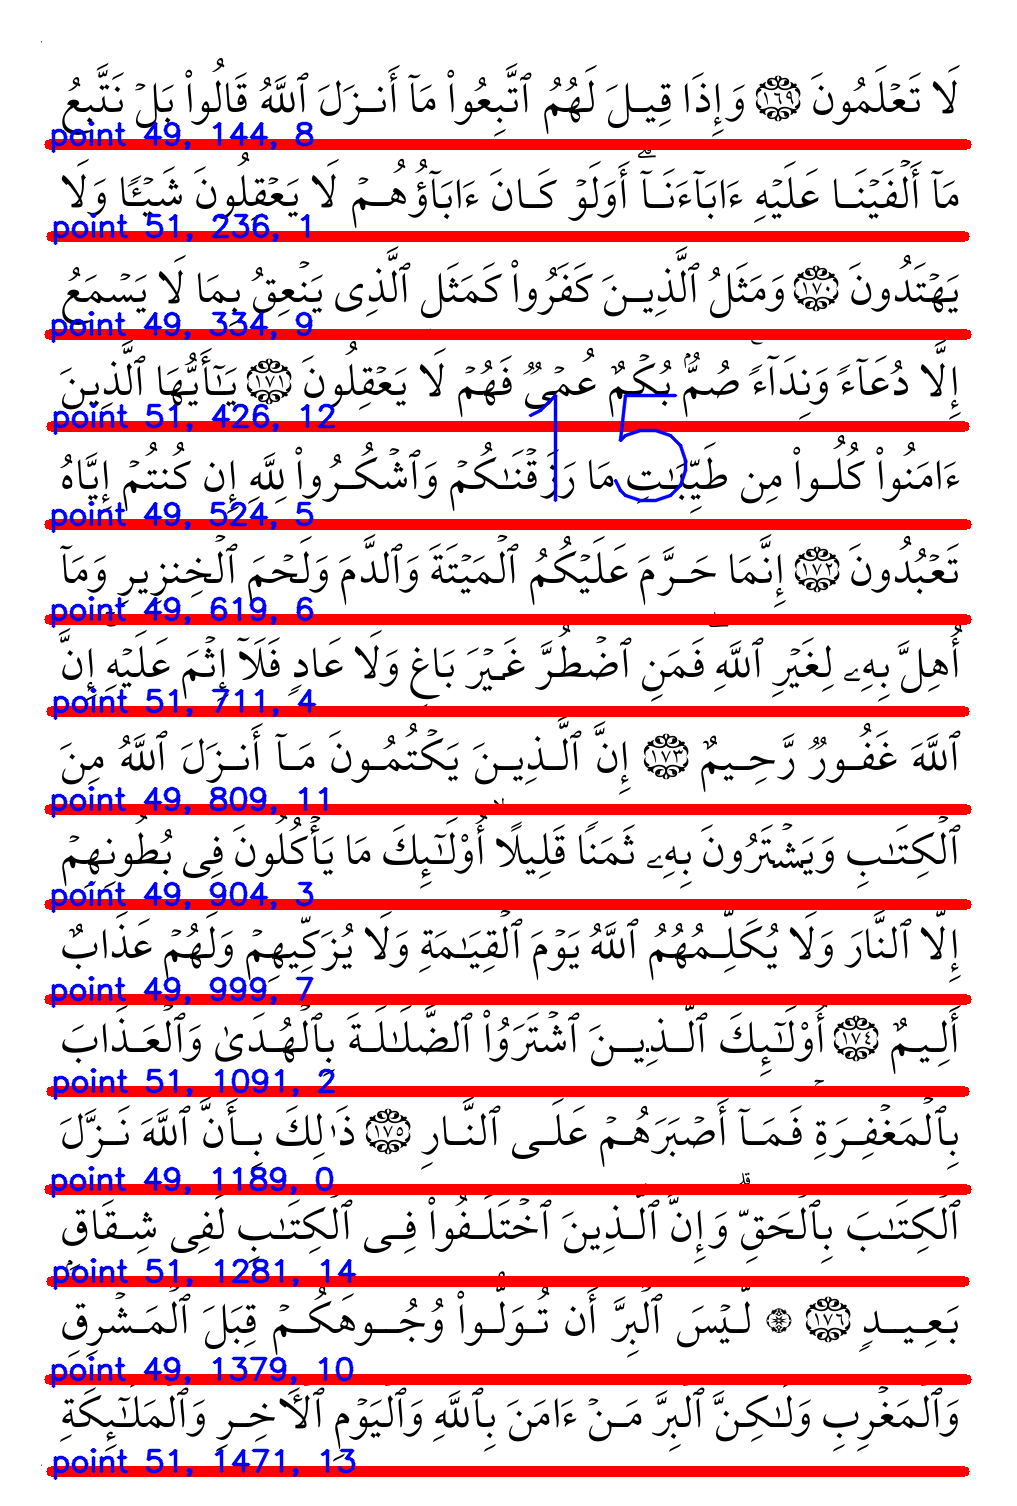 لَا تَعۡلَمُونَ ١٦٩ وَإِذَا قِيلَ لَهُمُ ٱتَّبِعُواْ مَآ أَنزَلَ ٱللَّهُ قَالُواْ بَلۡ نَتَّبِعُ
point 49, 144, 8
مَآ أَلۡفَيۡنَا عَلَيۡهِ ءَابَآءَنَآۚ أَوَلَوۡ كَانَ ءَابَآؤُهُمۡ لَا يَعۡقِلُونَ شَيۡـٔٗا وَلَا
point 51, 236, 1
يَهۡتَدُونَ ١٧٠ وَمَثَلُ ٱلَّذِينَ كَفَرُواْ كَمَثَلِ ٱلَّذِي يَنۡعِقُ بِمَا لَا يَسۡمَعُ
point 49, 334, 9
إِلَّا دُعَآءٗ وَنِدَآءٗۚ صُمُّۢ بُكۡمٌ عُمۡيٞ فَهُمۡ لَا يَعۡقِلُونَ ١٧١ يَـٰٓأَيُّهَا ٱلَّذِينَ
point 51, 426, 12
15
ءَامَنُواْ كُلُواْ مِن طَيِّبَٰتِ مَا رَزَقۡنَٰكُمۡ وَٱشۡكُرُواْ لِلَّهِ إِن كُنتُمۡ إِيَّاهُ
point 49, 524, 5
تَعۡبُدُونَ ١٧٢ إِنَّمَا حَرَّمَ عَلَيۡكُمُ ٱلۡمَيۡتَةَ وَٱلدَّمَ وَلَحۡمَ ٱلۡخِنزِيرِ وَمَآ
point 49, 619, 6
أُهِلَّ بِهِۦ لِغَيۡرِ ٱللَّهِۖ فَمَنِ ٱضۡطُرَّ غَيۡرَ بَاغٖ وَلَا عَادٖ فَلَآ إِثۡمَ عَلَيۡهِۚ إِنَّ
point 51, 711, 4
ٱللَّهَ غَفُورٞ رَّحِيمٌ ١٧٣ إِنَّ ٱلَّذِينَ يَكۡتُمُونَ مَآ أَنزَلَ ٱللَّهُ مِنَ
point 49, 809, 11
ٱلۡكِتَٰبِ وَيَشۡتَرُونَ بِهِۦ ثَمَنٗا قَلِيلًا أُوْلَٰٓئِكَ مَا يَأۡكُلُونَ فِي بُطُونِهِمۡ
point 49, 904, 3
إِلَّا ٱلنَّارَ وَلَا يُكَلِّمُهُمُ ٱللَّهُ يَوۡمَ ٱلۡقِيَٰمَةِ وَلَا يُزَكِّيهِمۡ وَلَهُمۡ عَذَابٌ
point 49, 999, 7
أَلِيمٌ ١٧٤ أُوْلَٰٓئِكَ ٱلَّذِينَ ٱشۡتَرَوُاْ ٱلضَّلَٰلَةَ بِٱلۡهُدَىٰ وَٱلۡعَذَابَ
point 51, 1091, 2
بِٱلۡمَغۡفِرَةِۚ فَمَآ أَصۡبَرَهُمۡ عَلَى ٱلنَّارِ ١٧٥ ذَٰلِكَ بِأَنَّ ٱللَّهَ نَزَّلَ
point 49, 1189, 0
ٱلۡكِتَٰبَ بِٱلۡحَقِّۗ وَإِنَّ ٱلَّذِينَ ٱخۡتَلَفُواْ فِي ٱلۡكِتَٰبِ لَفِي شِقَاقِۭ
point 51, 1281, 14
بَعِيدٖ ١٧٦ ۞ لَّيۡسَ ٱلۡبِرَّ أَن تُوَلُّواْ وُجُوهَكُمۡ قِبَلَ ٱلۡمَشۡرِقِ
point 49, 1379, 10
وَٱلۡمَغۡرِبِ وَلَٰكِنَّ ٱلۡبِرَّ مَنۡ ءَامَنَ بِٱللَّهِ وَٱلۡيَوۡمِ ٱلۡأٓخِرِ وَٱلۡمَلَٰٓئِكَةِ
point 51, 1471, 13